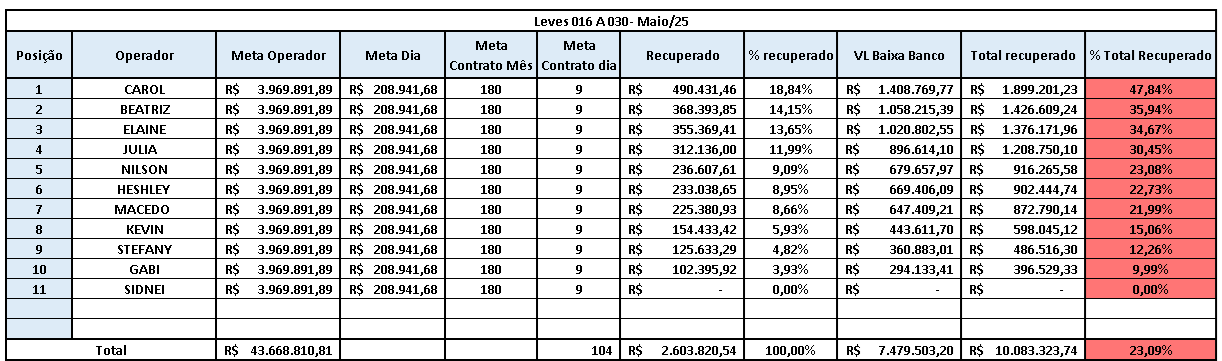 Leves 016 A 030- Maio/25
Posição Operador Meta Operador Meta Dia Meta Contrato Mês Meta Contrato dia Recuperado % recuperado VL Baixa Banco Total recuperado % Total Recuperado
1 CAROL R$ 3.969.891,89 R$ 208.941,68 180 9 R$ 490.431,46 18,84% R$ 1.408.769,77 R$ 1.899.201,23 47,84%
2 BEATRIZ R$ 3.969.891,89 R$ 208.941,68 180 9 R$ 368.393,85 14,15% R$ 1.058.215,39 R$ 1.426.609,24 35,94%
3 ELAINE R$ 3.969.891,89 R$ 208.941,68 180 9 R$ 355.369,41 13,65% R$ 1.020.802,55 R$ 1.376.171,96 34,67%
4 JULIA R$ 3.969.891,89 R$ 208.941,68 180 9 R$ 312.136,00 11,99% R$ 896.614,10 R$ 1.208.750,10 30,45%
5 NILSON R$ 3.969.891,89 R$ 208.941,68 180 9 R$ 236.607,61 9,09% R$ 679.657,97 R$ 916.265,58 23,08%
6 HESHLEY R$ 3.969.891,89 R$ 208.941,68 180 9 R$ 233.038,65 8,95% R$ 669.406,09 R$ 902.444,74 22,73%
7 MACEDO R$ 3.969.891,89 R$ 208.941,68 180 9 R$ 225.380,93 8,66% R$ 647.409,21 R$ 872.790,14 21,99%
8 KEVIN R$ 3.969.891,89 R$ 208.941,68 180 9 R$ 154.433,42 5,93% R$ 443.611,70 R$ 598.045,12 15,06%
9 STEFANY R$ 3.969.891,89 R$ 208.941,68 180 9 R$ 125.633,29 4,82% R$ 360.883,01 R$ 486.516,30 12,26%
10 GABI R$ 3.969.891,89 R$ 208.941,68 180 9 R$ 102.395,92 3,93% R$ 294.133,41 R$ 396.529,33 9,99%
11 SIDNEI R$ 3.969.891,89 R$ 208.941,68 180 9 R$ - 0,00% R$ - R$ - 0,00%
Total R$ 43.668.810,81 104 R$ 2.603.820,54 100,00% R$ 7.479.503,20 R$ 10.083.323,74 23,09%